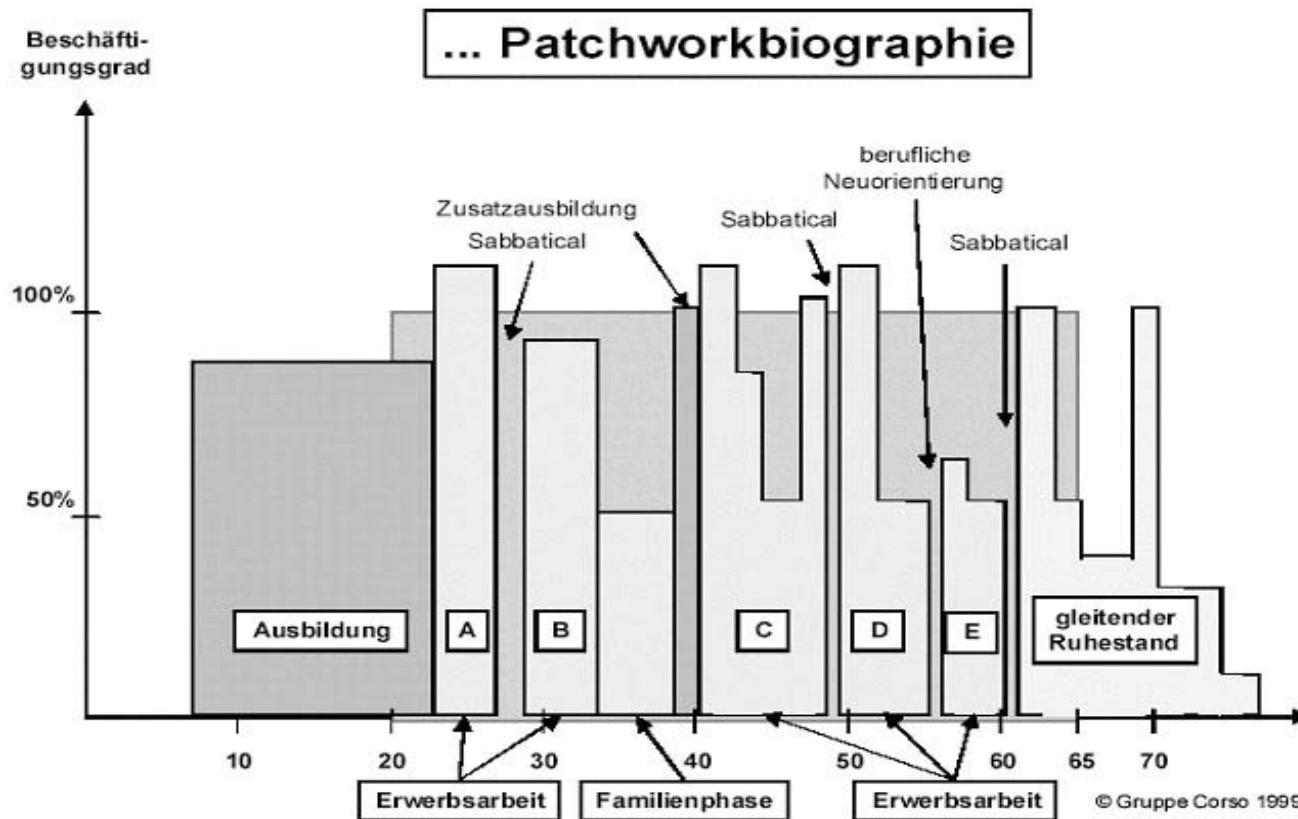 ... Patchworkbiographie
Beschäfti-
gungsgrad
berufliche
Neuorientierung
Zusatzausbildung
Sabbatical
Sabbatical
Sabbatical
100%
50%
Ausbildung
A
B
C
D
E
gleitender
Ruhestand
10
20
30
40
50
60
65
70
Erwerbsarbeit
Familienphase
Erwerbsarbeit
© Gruppe Corso 1999